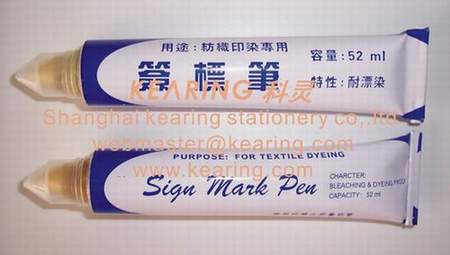 用途：紡織印染專用
容量：52 ml
簽標筆
特性：耐漂染
KEARING 科灵
Shanghai kearing stationery co,.ltd
webmaster@kearing.com
www.kearing.com
PURPOSE: FOR TEXTILE DYEING
Sign Mark Pen
CHARCTER:
BLEACHING & DYEING PROOF
CAPACITY: 52 ml